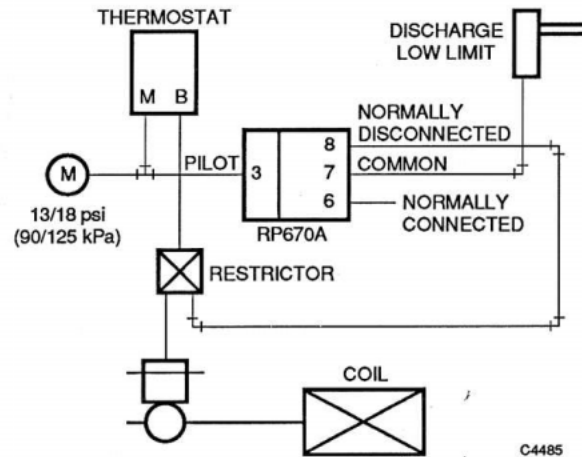 THERMOSTAT
M B
DISCHARGE
LOW LIMIT
NORMALLY
DISCONNECTED
8
PILOT
3
7
COMMON
M
6
NORMALLY
CONNECTED
13/18 psi
(90/125 kPa)
RP670A
RESTRICTOR
COIL
C4485